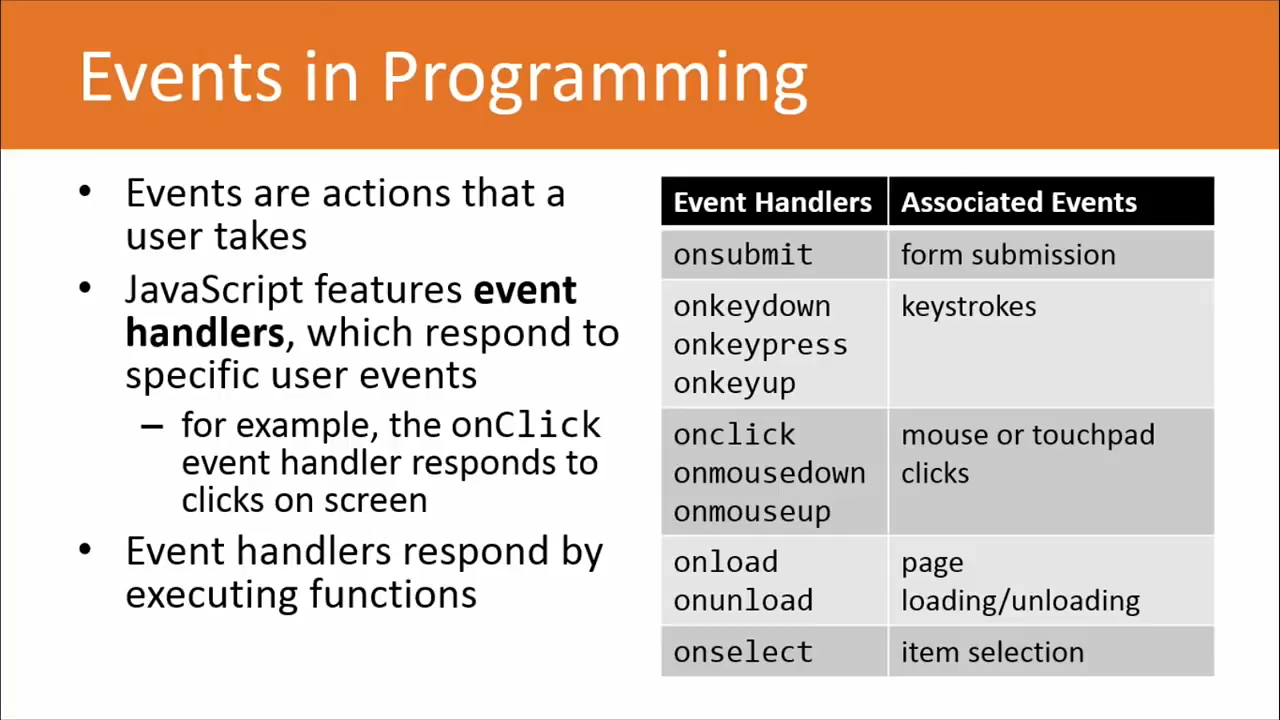 Events in Programming
• Events are actions that a
user takes
• JavaScript features event
handlers, which respond to
specific user events
– for example, the onClick
event handler responds to
clicks on screen
• Event handlers respond by
executing functions
Event Handlers Associated Events
onsubmit form submission
onkeydown keystrokes
onkeypress
onkeyup
onclick mouse or touchpad
onmousedown clicks
onmouseup
onload page
onunload loading/unloading
onselect item selection